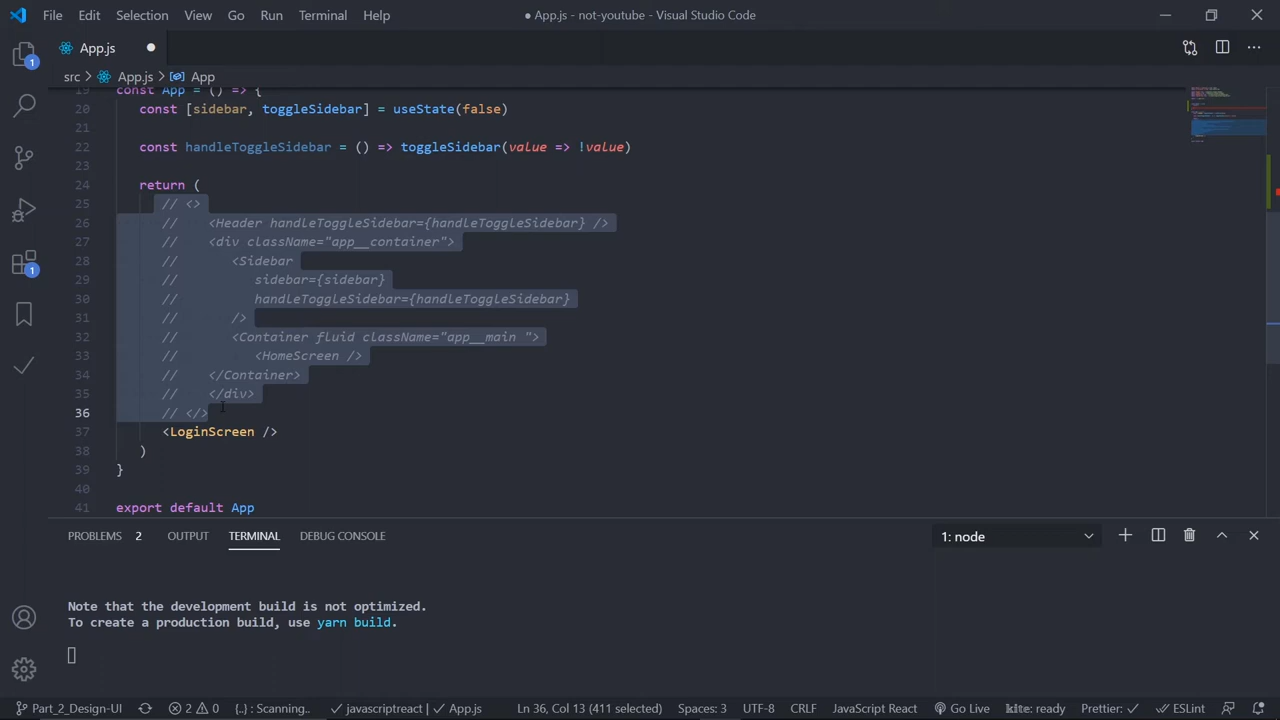 File Edit Selection View Go Run Terminal Help ● App.js - not-youtube - Visual Studio Code
App.js
src > App.js > App
19 const App = () => {
20 const [sidebar, toggleSidebar] = useState(false)
21
22 const handleToggleSidebar = () => toggleSidebar(value => !value)
23
24 return (
25 // <>
26 // <Header handleToggleSidebar={handleToggleSidebar} />
27 // <div className="app__container">
28 // <Sidebar
29 // sidebar={sidebar}
30 // handleToggleSidebar={handleToggleSidebar}
31 // />
32 // <Container fluid className="app__main ">
33 // <HomeScreen />
34 // </Container>
35 // </div>
36 // </>
37 <LoginScreen />
38 )
39 }
40
41 export default App
1
1
PROBLEMS 2 OUTPUT TERMINAL DEBUG CONSOLE 1: node
Note that the development build is not optimized.
To create a production build, use yarn build.
Part_2_Design-UI 2 0 {..} : Scanning.. javascriptreact | App.js Ln 36, Col 13 (411 selected) Spaces: 3 UTF-8 CRLF JavaScript React Go Live kite: ready Prettier: ESLint